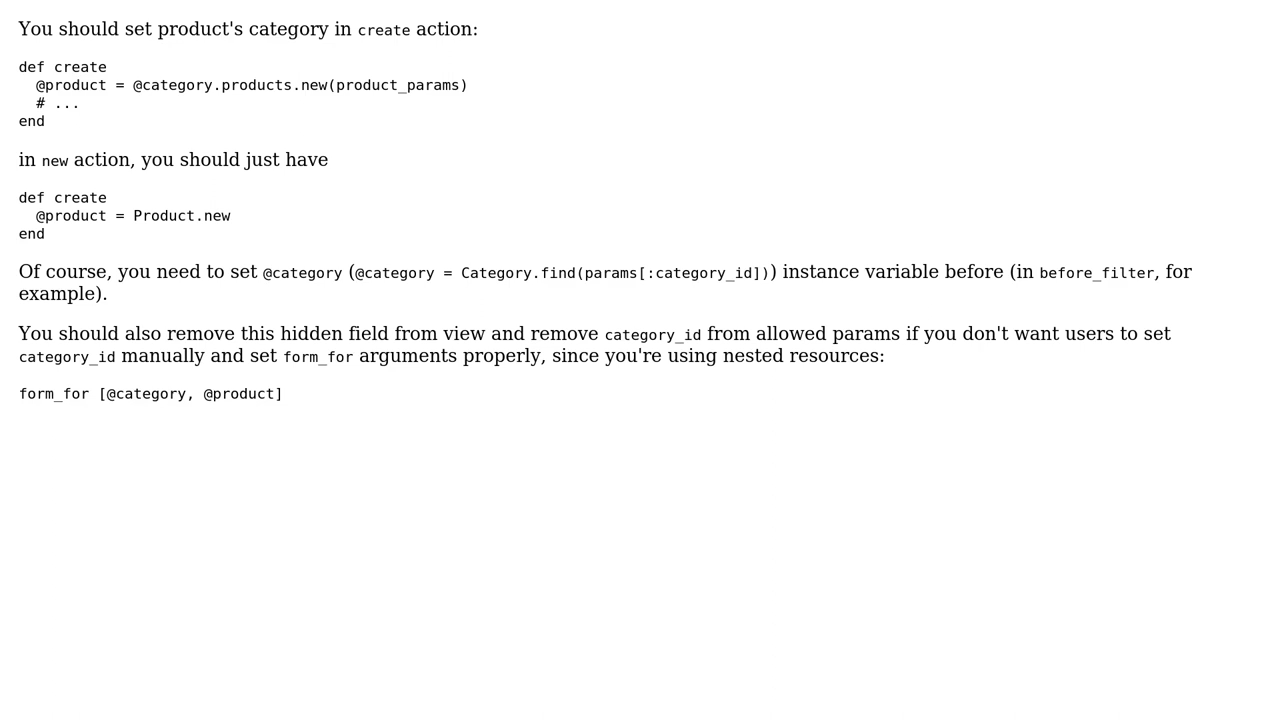 You should set product's category in create action:
def create
  @product = @category.products.new(product_params)
  # ...
end
in new action, you should just have
def create
  @product = Product.new
end
Of course, you need to set @category (@category = Category.find(params[:category_id])) instance variable before (in before_filter, for
example).
You should also remove this hidden field from view and remove category_id from allowed params if you don't want users to set
category_id manually and set form_for arguments properly, since you're using nested resources:
form_for [@category, @product]